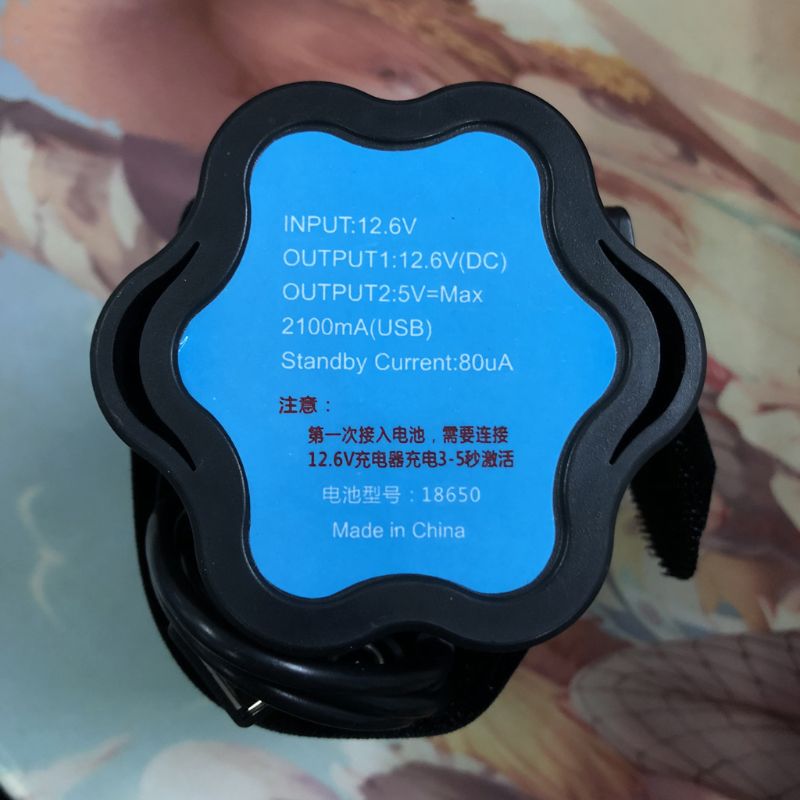 INPUT:12.6V
OUTPUT1:12.6V(DC)
OUTPUT2:5V=Max
2100mA(USB)
Standby Current:80uA
注意：
第一次接入电池，需要连接
12.6V充电器充电3-5秒激活
电池型号：18650
Made in China